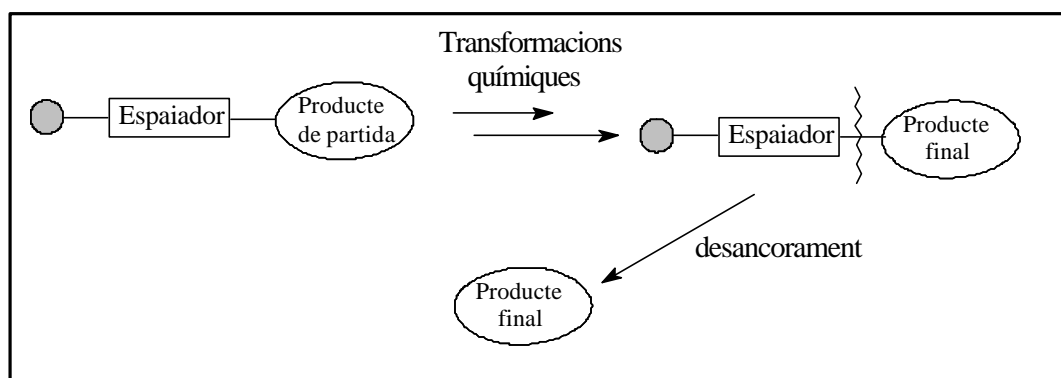 Transformacions
químiques
Espaiador
Producte
de partida
Espaiador
Producte
final
desancorament
Producte
final